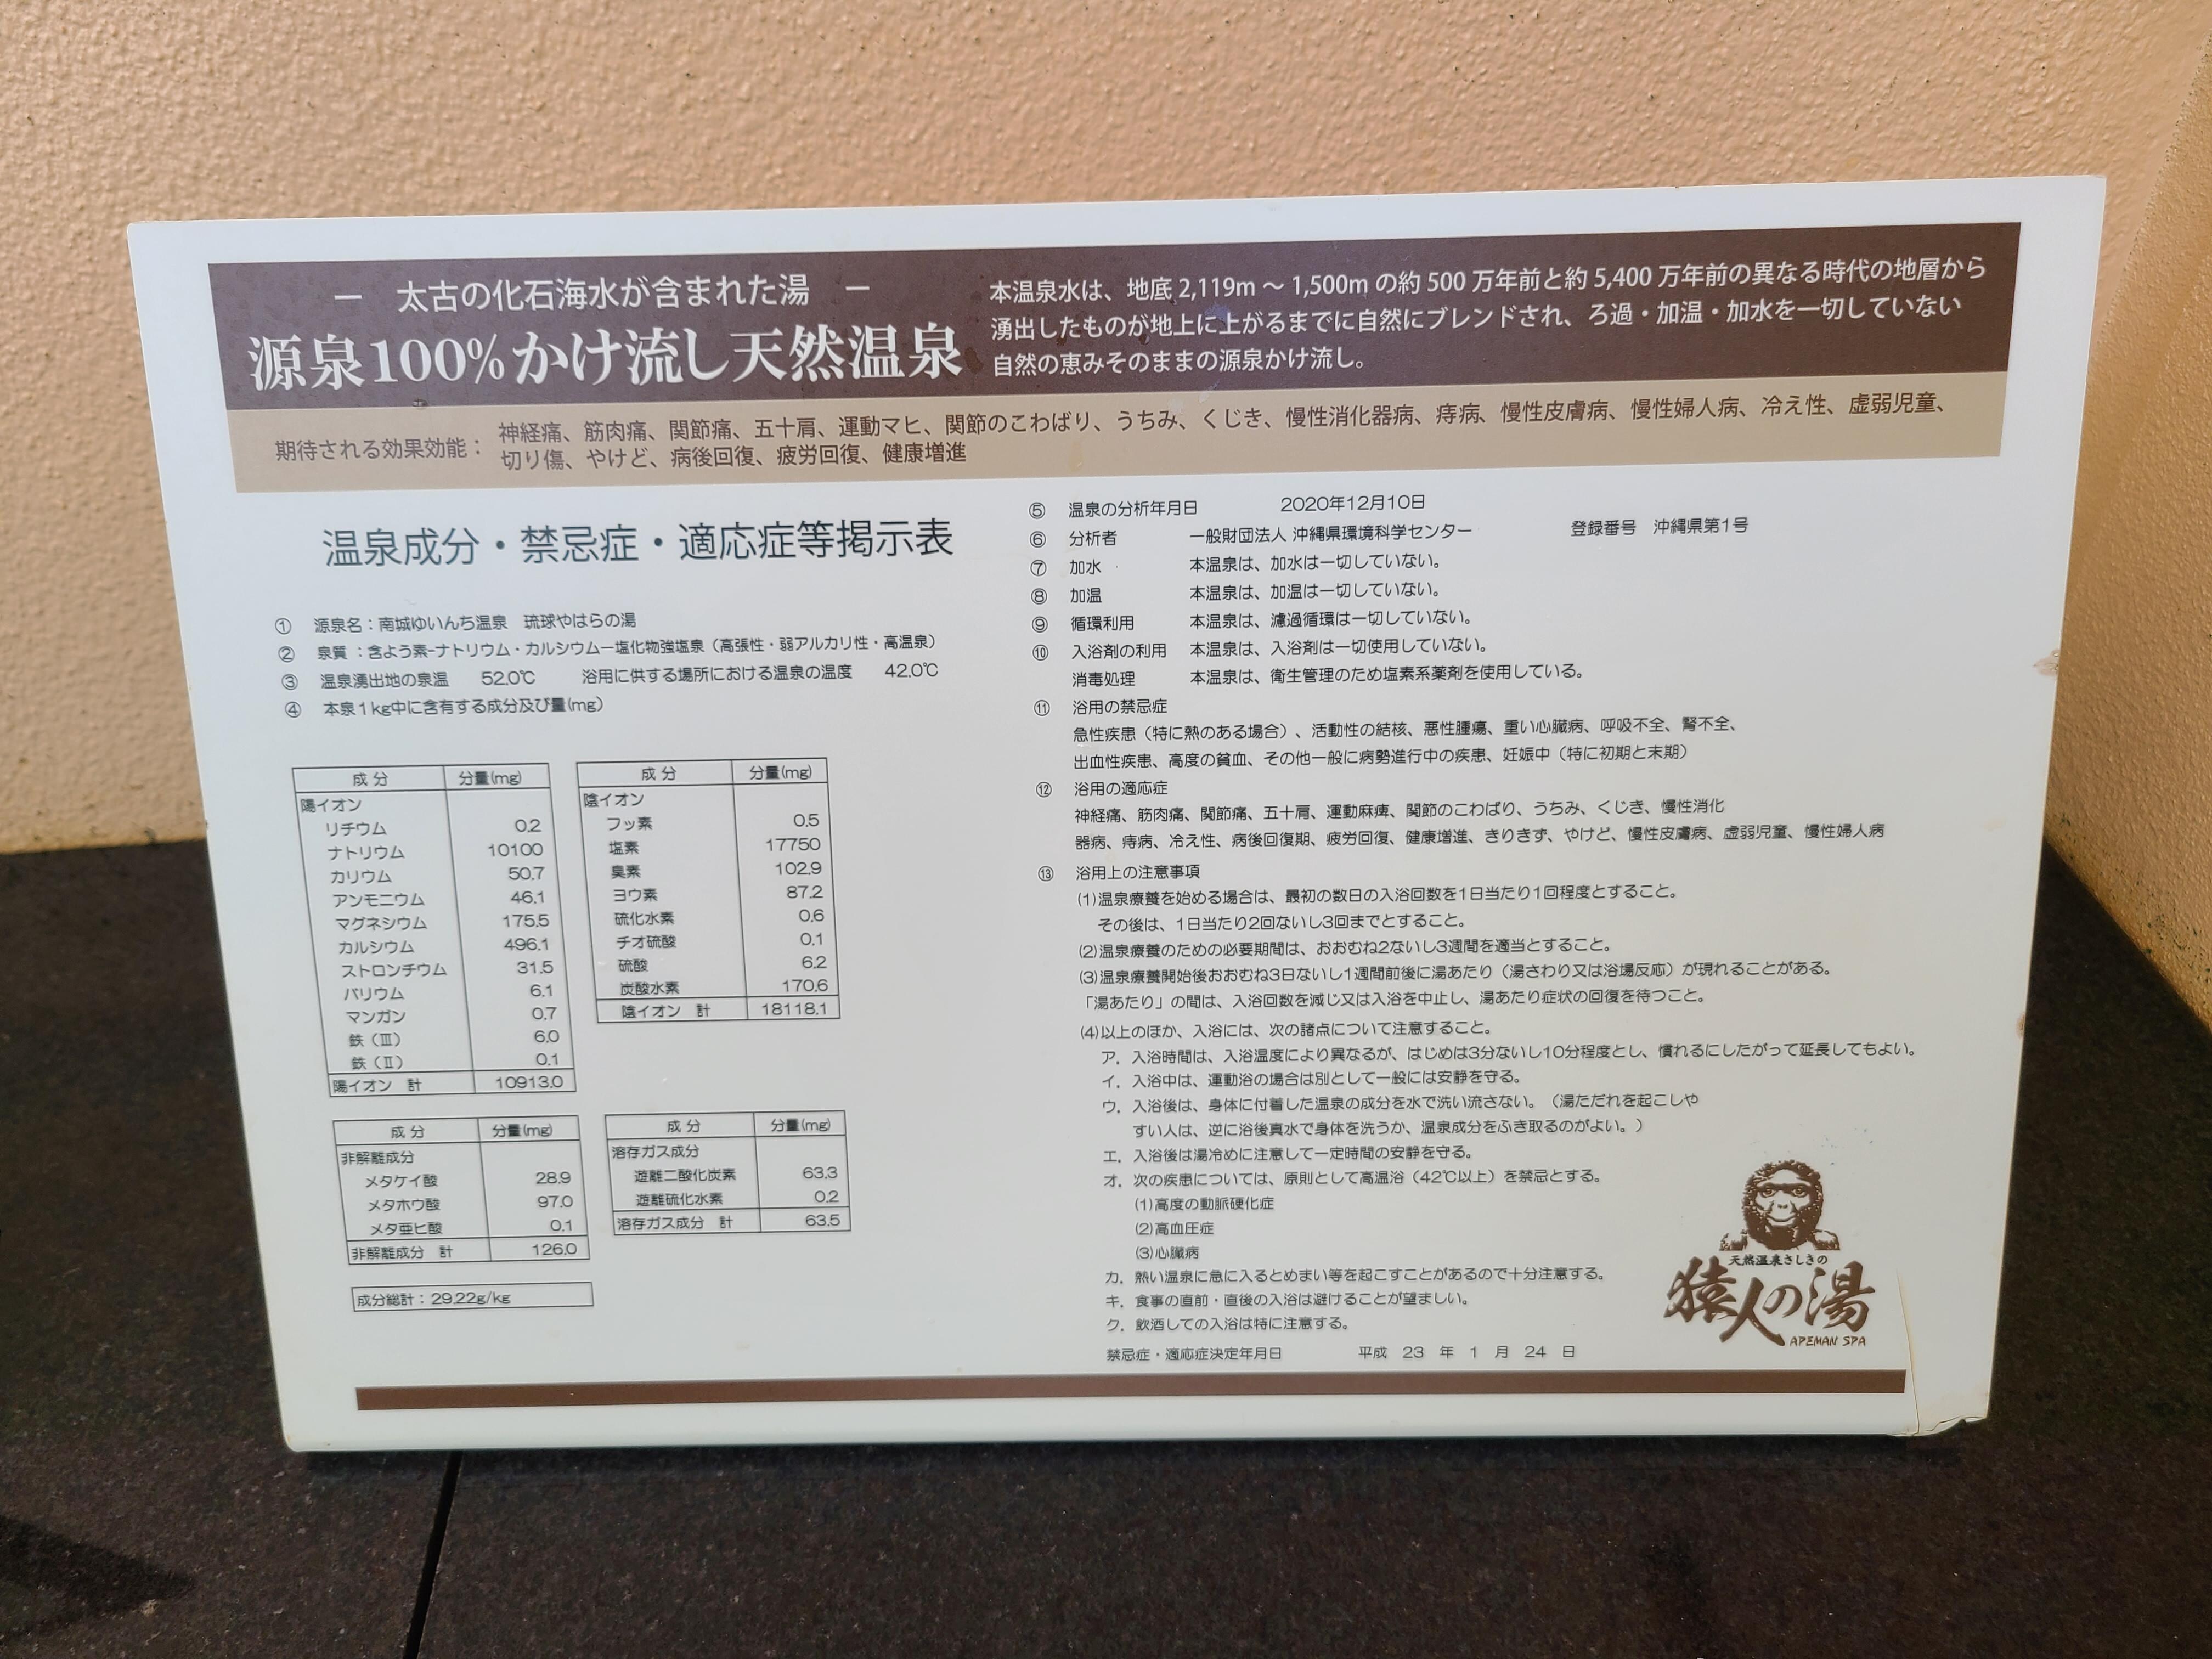 ― 太古の化石海水が含まれた湯 ―
源泉100%かけ流し天然温泉
本温泉水は、地底 2,119m ～ 1,500m の約 500 万年前と約 5,400 万年前の異なる時代の地層から
湧出したものが地上に上がるまでに自然にブレンドされ、ろ過・加温・加水を一切していない
自然の恵みそのままの源泉かけ流し。
期待される効果効能：
神経痛、筋肉痛、関節痛、五十肩、運動マヒ、関節のこわばり、うちみ、くじき、慢性消化器病、痔病、慢性皮膚病、慢性婦人病、冷え性、虚弱児童、
切り傷、やけど、病後回復、疲労回復、健康増進
温泉成分・禁忌症・適応症等掲示表
① 源泉名：南城ゆいんち温泉 琉球やはらの湯
② 泉質：含よう素-ナトリウム・カルシウム－塩化物強塩泉（高張性・弱アルカリ性・高温泉）
③ 温泉湧出地の泉温 52.0℃ 浴用に供する場所における温泉の温度 42.0℃
④ 本泉１kg中に含有する成分及び量(mg)
成分 分量(mg)
陽イオン
リチウム 0.2
ナトリウム 10100
カリウム 50.7
アンモニウム 46.1
マグネシウム 175.5
カルシウム 496.1
ストロンチウム 31.5
バリウム 6.1
マンガン 0.7
鉄（Ⅲ） 6.0
鉄（Ⅱ） 0.1
陽イオン 計 10913.0
成分 分量(mg)
陰イオン
フッ素 0.5
塩素 17750
臭素 102.9
ヨウ素 87.2
硫化水素 0.6
チオ硫酸 0.1
硫酸 6.2
炭酸水素 170.6
陰イオン 計 18118.1
成分 分量(mg)
非解離成分
メタケイ酸 28.9
メタホウ酸 97.0
メタ亜ヒ酸 0.1
非解離成分 計 126.0
成分 分量(mg)
溶存ガス成分
遊離二酸化炭素 63.3
遊離硫化水素 0.2
溶存ガス成分 計 63.5
成分総計：29.22g/kg
⑤ 温泉の分析年月日 2020年12月10日
⑥ 分析者 一般財団法人 沖縄県環境科学センター 登録番号 沖縄県第1号
⑦ 加水 本温泉は、加水は一切していない。
⑧ 加温 本温泉は、加温は一切していない。
⑨ 循環利用 本温泉は、濾過循環は一切していない。
⑩ 入浴剤の利用 本温泉は、入浴剤は一切使用していない。
消毒処理 本温泉は、衛生管理のため塩素系薬剤を使用している。
⑪ 浴用の禁忌症
急性疾患（特に熱のある場合）、活動性の結核、悪性腫瘍、重い心臓病、呼吸不全、腎不全、
出血性疾患、高度の貧血、その他一般に病勢進行中の疾患、妊娠中（特に初期と末期）
⑫ 浴用の適応症
神経痛、筋肉痛、関節痛、五十肩、運動麻痺、関節のこわばり、うちみ、くじき、慢性消化
器病、痔病、冷え性、病後回復期、疲労回復、健康増進、きりきず、やけど、慢性皮膚病、虚弱児童、慢性婦人病
⑬ 浴用上の注意事項
(1)温泉療養を始める場合は、最初の数日の入浴回数を1日当たり1回程度とすること。
その後は、1日当たり2回ないし3回までとすること。
(2)温泉療養のための必要期間は、おおむね2ないし3週間を適当とすること。
(3)温泉療養開始後おおむね3日ないし1週間前後に湯あたり（湯さわり又は浴場反応）が現れることがある。
「湯あたり」の間は、入浴回数を減じ又は入浴を中止し、湯あたり症状の回復を待つこと。
(4)以上のほか、入浴には、次の諸点について注意すること。
ア．入浴時間は、入浴温度により異なるが、はじめは3分ないし10分程度とし、慣れるにしたがって延長してもよい。
イ．入浴中は、運動浴の場合は別として一般には安静を守る。
ウ．入浴後は、身体に付着した温泉の成分を水で洗い流さない。（湯ただれを起こしや
すい人は、逆に浴後真水で身体を洗うか、温泉成分をふき取るのがよい。）
エ．入浴後は湯冷めに注意して一定時間の安静を守る。
オ．次の疾患については、原則として高温浴（42℃以上）を禁忌とする。
(1)高度の動脈硬化症
(2)高血圧症
(3)心臓病
カ．熱い温泉に急に入るとめまい等を起こすことがあるので十分注意する。
キ．食事の直前・直後の入浴は避けることが望ましい。
ク．飲酒しての入浴は特に注意する。
禁忌症・適応症決定年月日 平成 23 年 1 月 24 日
天然温泉さしきの
猿人の湯
APEMAN SPA